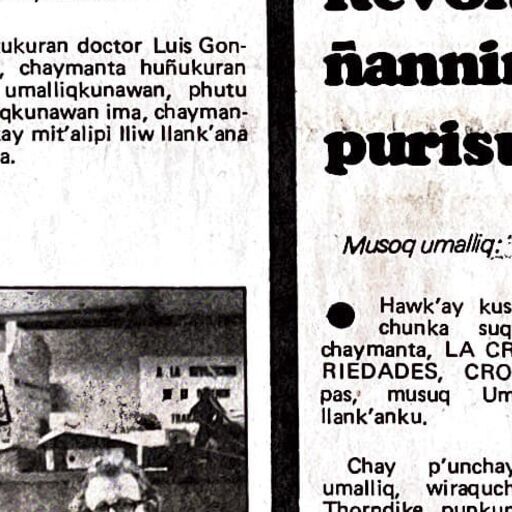 ukuran doctor Luis Gon-
, chaymanta huñukuran
umalliqkunawan, phutu
qkunawan ima, chayman-
ay mit'alipi lliw llank'ana
a.
A LA REVOLUCION
ñannin
purisu
Musoq umalliq:
● Hawk'ay kus
chunka suq
chaymanta, LA CR
RIEDADES, CRO
pas, musuq Um
llank'anku.
Chay p'unchay
umalliq, wiraquch
Thorndike punkur